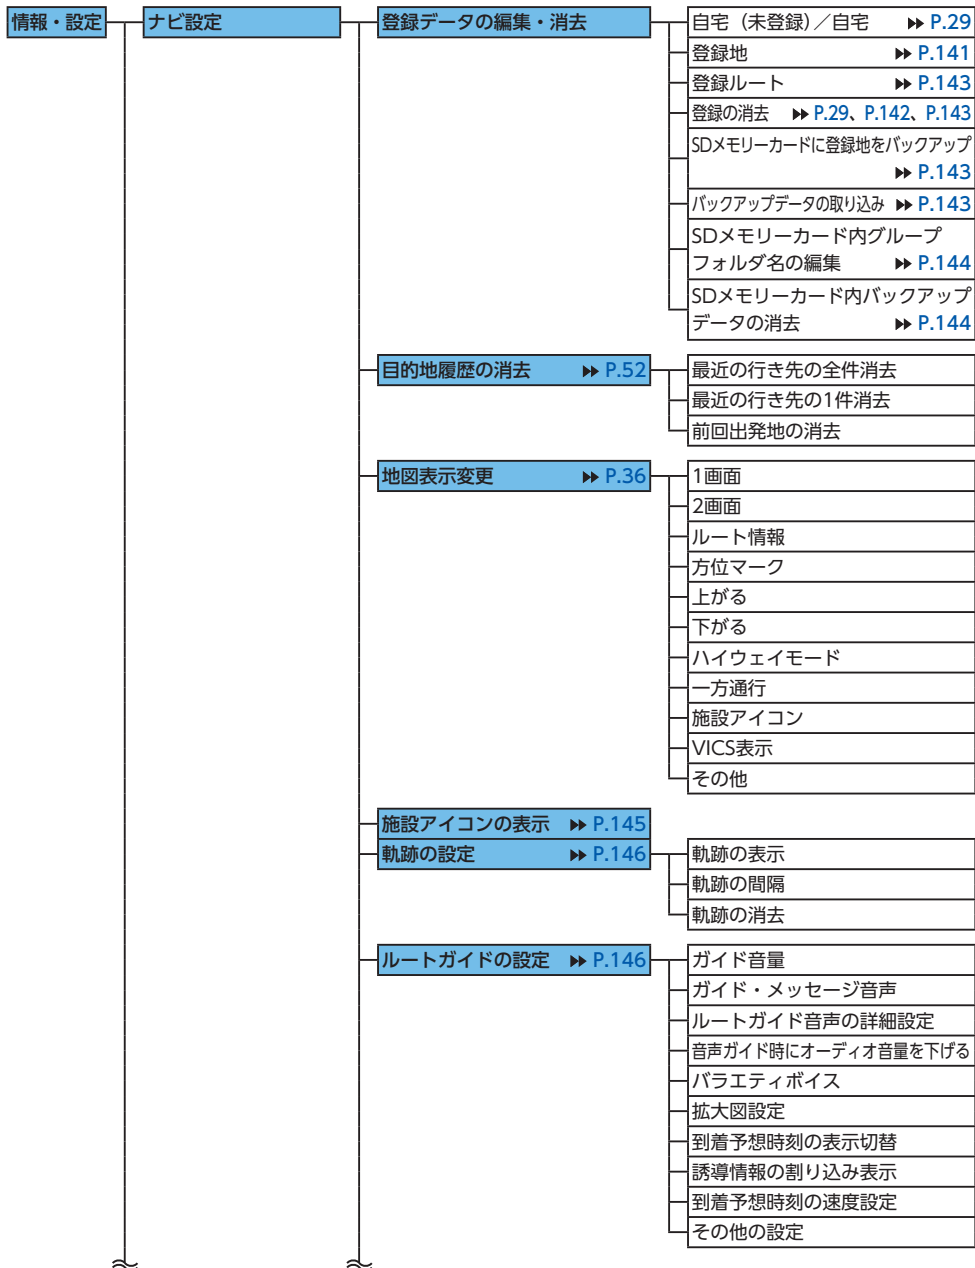 情報・設定
ナビ設定
登録データの編集・消去
自宅（未登録）／自宅 ▶▶ P.29
登録地 ▶▶ P.141
登録ルート ▶▶ P.143
登録の消去 ▶▶ P.29、P.142、P.143
SDメモリーカードに登録地をバックアップ
▶▶ P.143
バックアップデータの取り込み ▶▶ P.143
SDメモリーカード内グループ
フォルダ名の編集 ▶▶ P.144
SDメモリーカード内バックアップ
データの消去 ▶▶ P.144
目的地履歴の消去 ▶▶ P.52
最近の行き先の全件消去
最近の行き先の1件消去
前回出発地の消去
地図表示変更 ▶▶ P.36
1画面
2画面
ルート情報
方位マーク
上がる
下がる
ハイウェイモード
一方通行
施設アイコン
VICS表示
その他
施設アイコンの表示 ▶▶ P.145
軌跡の設定 ▶▶ P.146
軌跡の表示
軌跡の間隔
軌跡の消去
ルートガイドの設定 ▶▶ P.146
ガイド音量
ガイド・メッセージ音声
ルートガイド音声の詳細設定
音声ガイド時にオーディオ音量を下げる
バラエティボイス
拡大図設定
到着予想時刻の表示切替
誘導情報の割り込み表示
到着予想時刻の速度設定
その他の設定